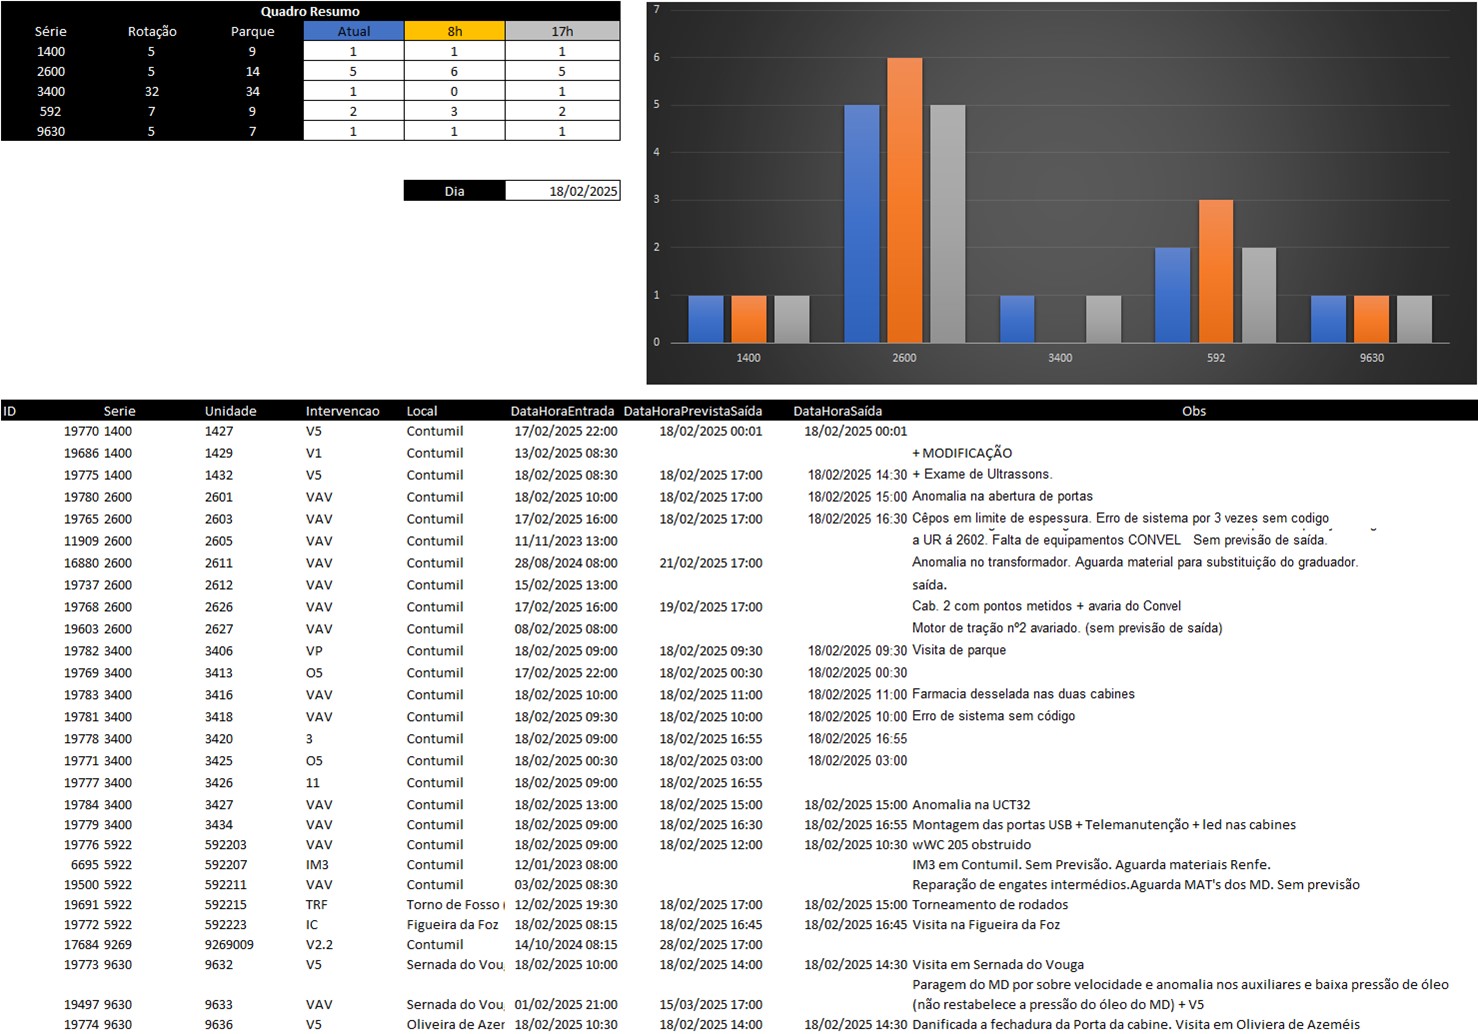 Quadro Resumo
Série Rotação Parque Atual 8h 17h
1400 5 9 1 1 1
2600 5 14 5 6 5
3400 32 34 1 0 1
592 7 9 2 3 2
9630 5 7 1 1 1
Dia 18/02/2025
7
6
5
4
3
2
1
0
1400 2600 3400 592 9630
ID Serie Unidade Intervencao Local DataHoraEntrada DataHoraPrevistaSaída DataHoraSaída Obs
19770 1400 1427 V5 Contumil 17/02/2025 22:00 18/02/2025 00:01 18/02/2025 00:01
19686 1400 1429 V1 Contumil 13/02/2025 08:30 + MODIFICAÇÃO
19775 1400 1432 V5 Contumil 18/02/2025 08:30 18/02/2025 17:00 18/02/2025 14:30 + Exame de Ultrassons.
19780 2600 2601 VAV Contumil 18/02/2025 10:00 18/02/2025 17:00 18/02/2025 15:00 Anomalia na abertura de portas
19765 2600 2603 VAV Contumil 17/02/2025 16:00 18/02/2025 17:00 18/02/2025 16:30 Cêpos em limite de espessura. Erro de sistema por 3 vezes sem codigo
11909 2600 2605 VAV Contumil 11/11/2023 13:00 a UR á 2602. Falta de equipamentos CONVEL Sem previsão de saída.
16880 2600 2611 VAV Contumil 28/08/2024 08:00 21/02/2025 17:00 Anomalia no transformador. Aguarda material para substituição do graduador.
19737 2600 2612 VAV Contumil 15/02/2025 13:00 saída.
19768 2600 2626 VAV Contumil 17/02/2025 16:00 19/02/2025 17:00 Cab. 2 com pontos metidos + avaria do Convel
19603 2600 2627 VAV Contumil 08/02/2025 08:00 Motor de tração nº2 avariado. (sem previsão de saída)
19782 3400 3406 VP Contumil 18/02/2025 09:00 18/02/2025 09:30 18/02/2025 09:30 Visita de parque
19769 3400 3413 O5 Contumil 17/02/2025 22:00 18/02/2025 00:30 18/02/2025 00:30
19783 3400 3416 VAV Contumil 18/02/2025 10:00 18/02/2025 11:00 18/02/2025 11:00 Farmacia desselada nas duas cabines
19781 3400 3418 VAV Contumil 18/02/2025 09:30 18/02/2025 10:00 18/02/2025 10:00 Erro de sistema sem código
19778 3400 3420 3 Contumil 18/02/2025 09:00 18/02/2025 16:55 18/02/2025 16:55
19771 3400 3425 O5 Contumil 18/02/2025 00:30 18/02/2025 03:00 18/02/2025 03:00
19777 3400 3426 11 Contumil 18/02/2025 09:00 18/02/2025 16:55
19784 3400 3427 VAV Contumil 18/02/2025 13:00 18/02/2025 15:00 18/02/2025 15:00 Anomalia na UCT32
19779 3400 3434 VAV Contumil 18/02/2025 09:00 18/02/2025 16:30 18/02/2025 16:55 Montagem das portas USB + Telemanutenção + led nas cabines
19776 5922 592203 VAV Contumil 18/02/2025 09:00 18/02/2025 12:00 18/02/2025 10:30 wWC 205 obstruido
6695 5922 592207 IM3 Contumil 12/01/2023 08:00 IM3 em Contumil. Sem Previsão. Aguarda materiais Renfe.
19500 5922 592211 VAV Contumil 03/02/2025 08:30 Reparação de engates intermédios.Aguarda MAT's dos MD. Sem previsão
19691 5922 592215 TRF Torno de Fosso ( 12/02/2025 19:30 18/02/2025 17:00 18/02/2025 15:00 Torneamento de rodados
19772 5922 592223 IC Figueira da Foz 18/02/2025 08:15 18/02/2025 16:45 18/02/2025 16:45 Visita na Figueira da Foz
17684 9269 9269009 V2.2 Contumil 14/10/2024 08:15 28/02/2025 17:00
19773 9630 9632 V5 Sernada do Vou 18/02/2025 10:00 18/02/2025 14:00 18/02/2025 14:30 Visita em Sernada do Vouga
Paragem do MD por sobre velocidade e anomalia nos auxiliares e baixa pressão de óleo
19497 9630 9633 VAV Sernada do Vou 01/02/2025 21:00 15/03/2025 17:00 (não restabelece a pressão do óleo do MD) + V5
19774 9630 9636 V5 Oliveira de Azer 18/02/2025 10:30 18/02/2025 14:00 18/02/2025 14:30 Danificada a fechadura da Porta da cabine. Visita em Oliviera de Azeméis